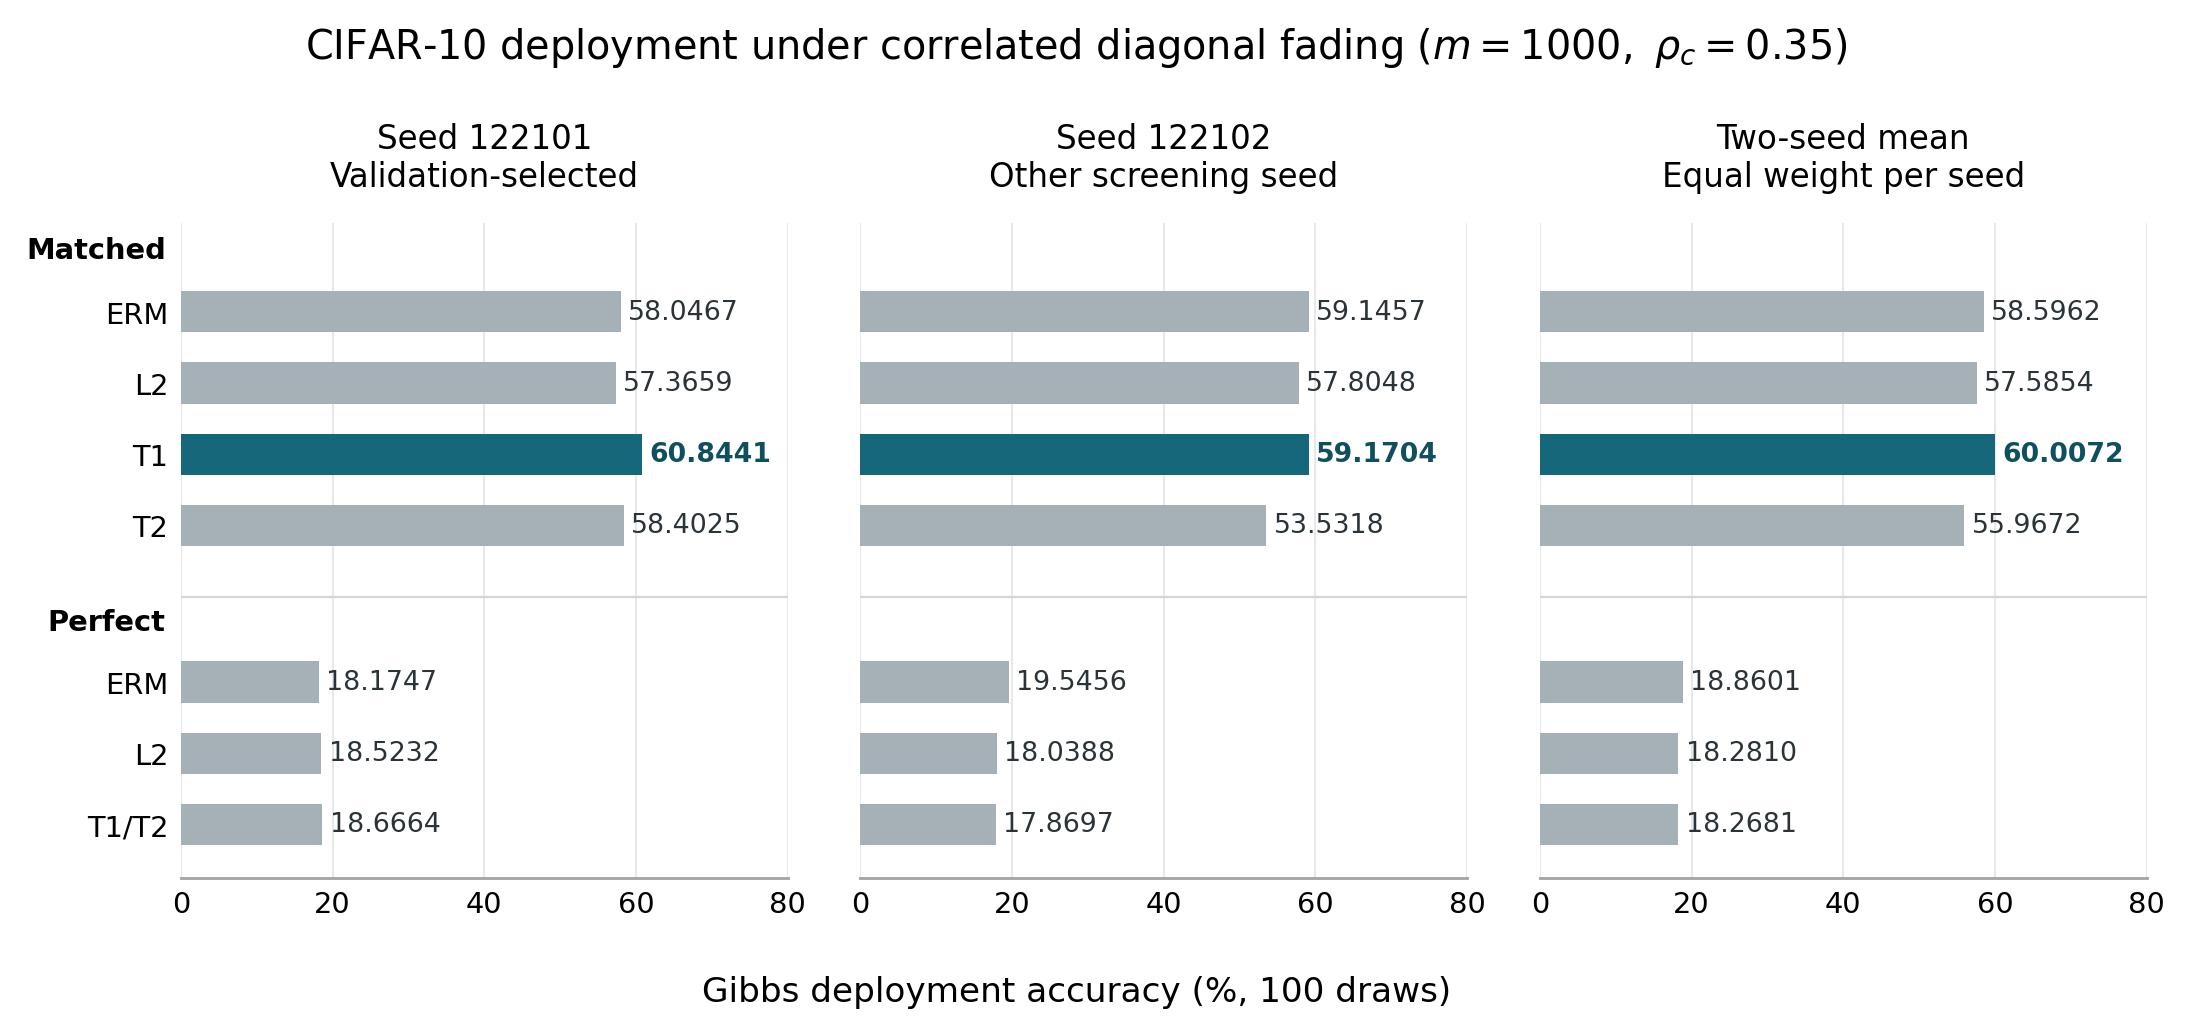 CIFAR-10 deployment under correlated diagonal fading (m = 1000, ρc = 0.35)
Seed 122101
Validation-selected
Seed 122102
Other screening seed
Two-seed mean
Equal weight per seed
Matched
ERM 58.0467 59.1457 58.5962
L2 57.3659 57.8048 57.5854
T1 60.8441 59.1704 60.0072
T2 58.4025 53.5318 55.9672
Perfect
ERM 18.1747 19.5456 18.8601
L2 18.5232 18.0388 18.2810
T1/T2 18.6664 17.8697 18.2681
0 20 40 60 80 0 20 40 60 80 0 20 40 60 80
Gibbs deployment accuracy (%, 100 draws)